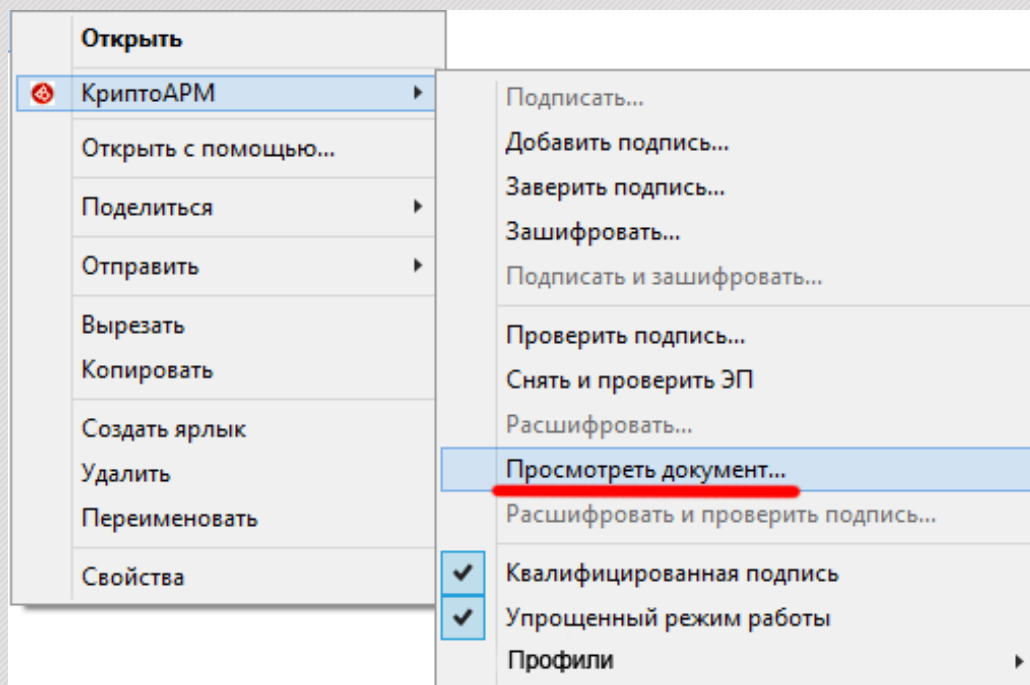 Открыть
КриптоАРМ
Открыть с помощью...
Поделиться
Отправить
Вырезать
Копировать
Создать ярлык
Удалить
Переименовать
Свойства
Подписать...
Добавить подпись...
Заверить подпись...
Зашифровать...
Подписать и зашифровать...
Проверить подпись...
Снять и проверить ЭП
Расшифровать...
Просмотреть документ...
Расшифровать и проверить подпись...
Квалифицированная подпись
Упрощенный режим работы
Профили